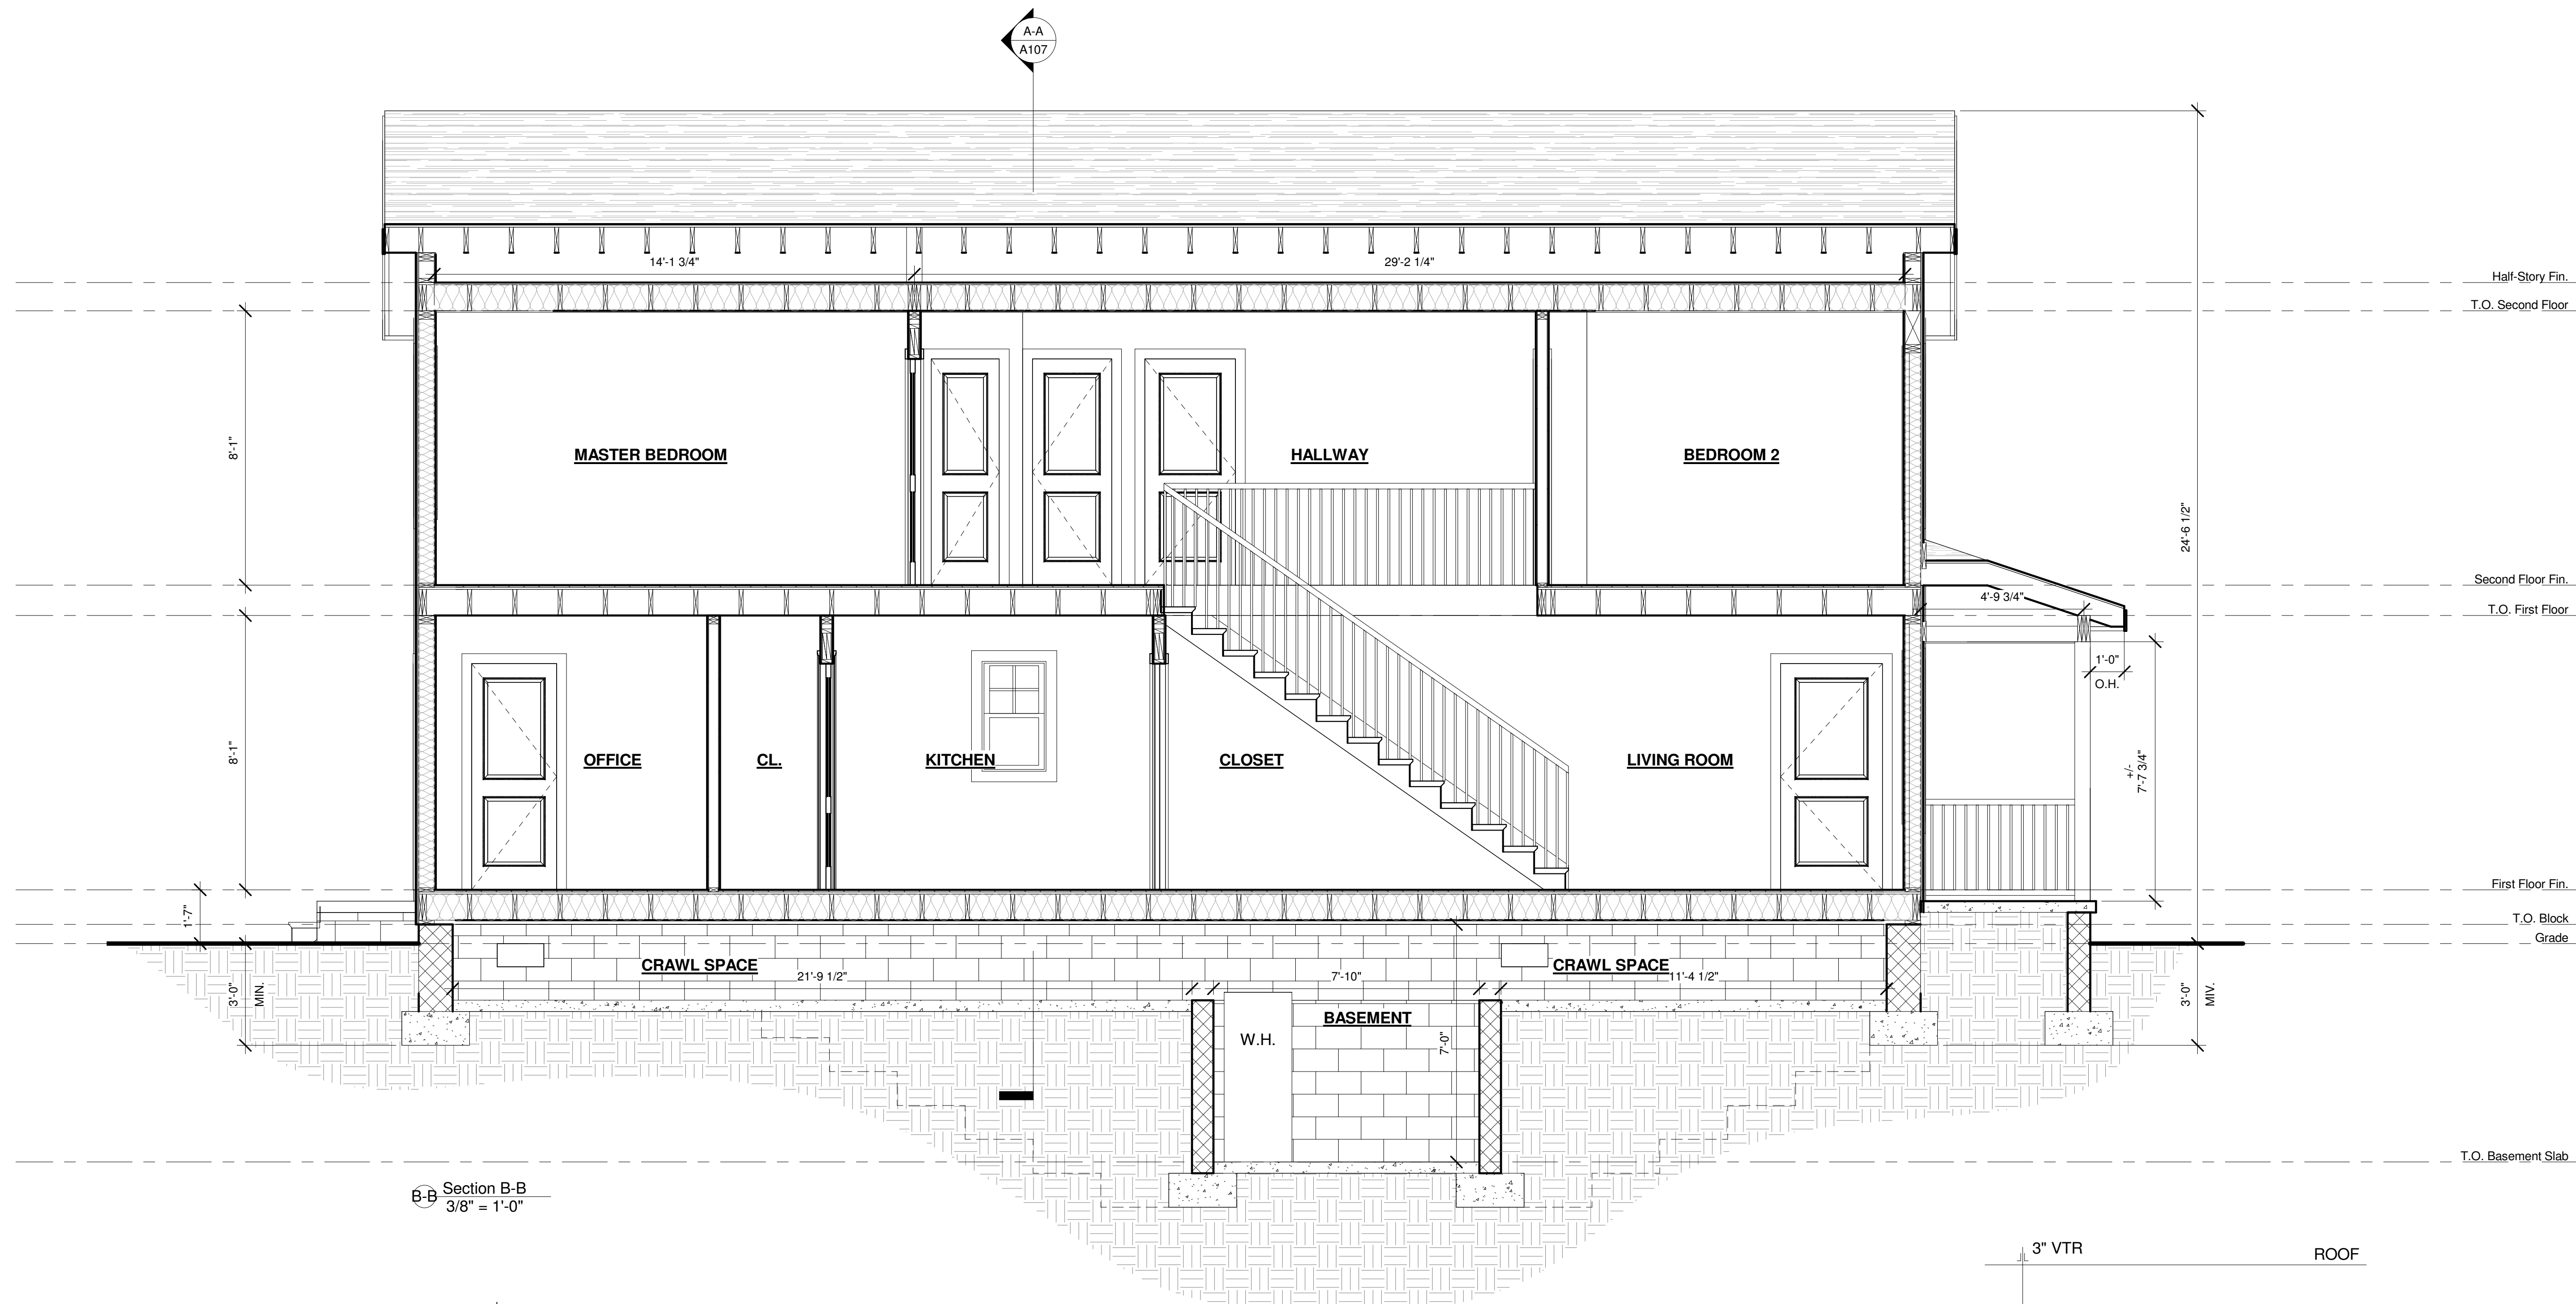 A-A
A107
14'-1 3/4"
29'-2 1/4"
Half-Story Fin.
T.O. Second Floor
8'-1"
MASTER BEDROOM
HALLWAY
BEDROOM 2
24'-6 1/2"
Second Floor Fin.
4'-9 3/4"
T.O. First Floor
1'-0"
O.H.
8'-1"
OFFICE
CL.
KITCHEN
CLOSET
LIVING ROOM
+/-
7'-7 3/4"
First Floor Fin.
1'-7"
T.O. Block
Grade
CRAWL SPACE
CRAWL SPACE
21'-9 1/2"
7'-10"
11'-4 1/2"
3'-0"
MIN.
3'-0"
MIV.
BASEMENT
W.H.
7'-0"
T.O. Basement Slab
B-B
Section B-B
3/8" = 1'-0"
3" VTR
ROOF